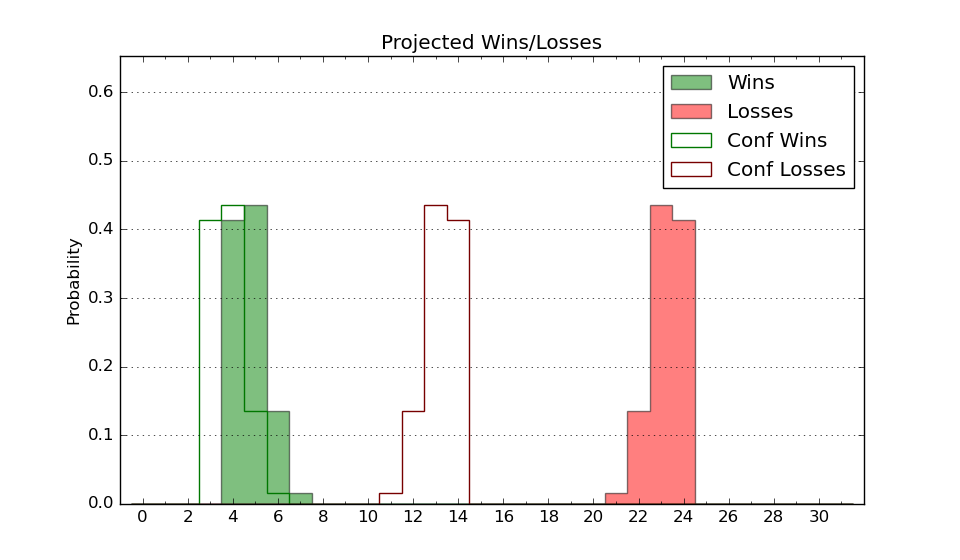 Projected Wins/Losses
Wins
Losses
Conf Wins
Conf Losses
Probability
0.6
0.5
0.4
0.3
0.2
0.1
0.0
0 2 4 6 8 10 12 14 16 18 20 22 24 26 28 30